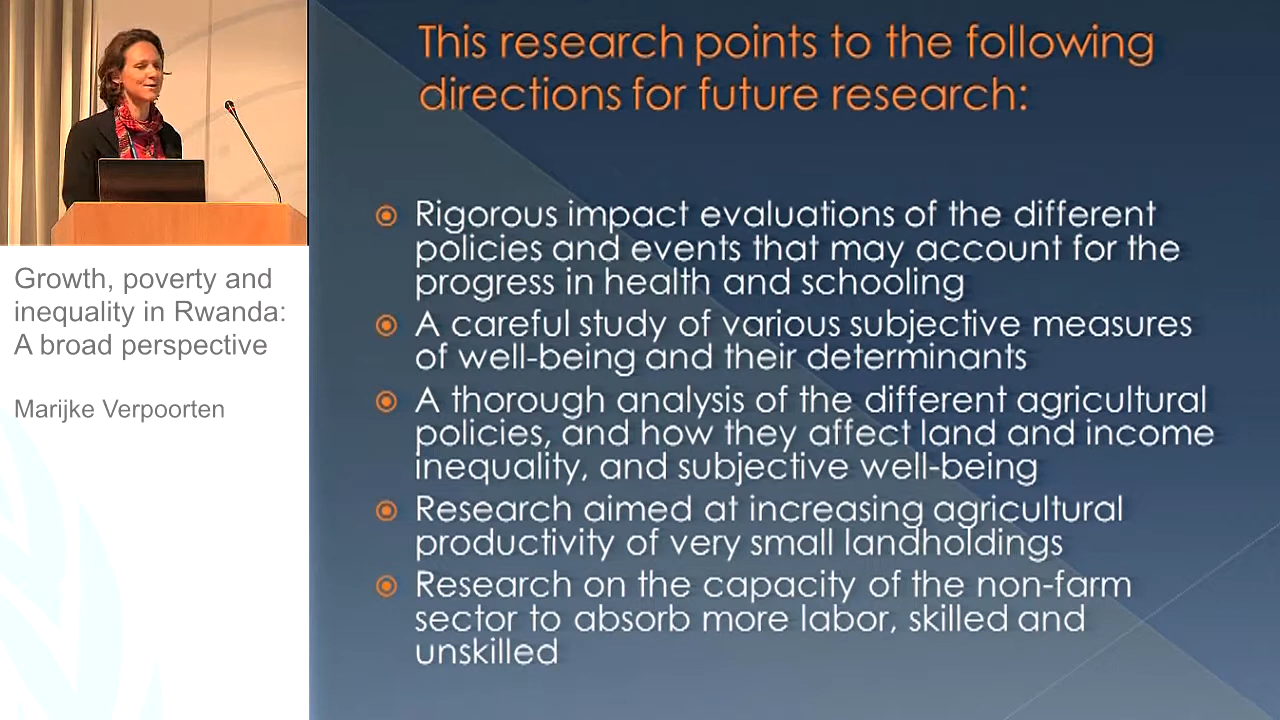 This research points to the following
directions for future research:
Rigorous impact evaluations of the different
policies and events that may account for the
progress in health and schooling
A careful study of various subjective measures
of well-being and their determinants
A thorough analysis of the different agricultural
policies, and how they affect land and income
inequality, and subjective well-being
Research aimed at increasing agricultural
productivity of very small landholdings
Research on the capacity of the non-farm
sector to absorb more labor, skilled and
unskilled
Growth, poverty and
inequality in Rwanda:
A broad perspective
Marijke Verpoorten